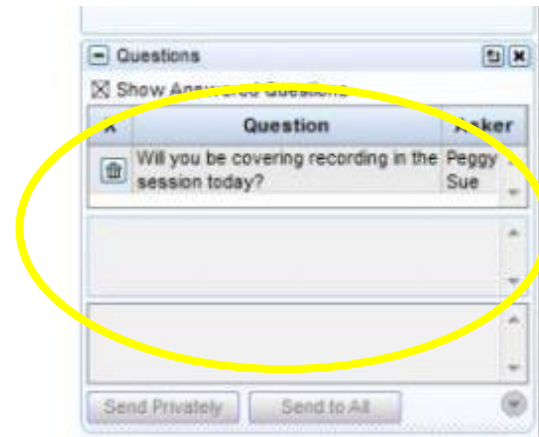 Questions
Show Answered Questions
X Question Asker
Will you be covering recording in the Peggy
session today? Sue
Send Privately Send to All